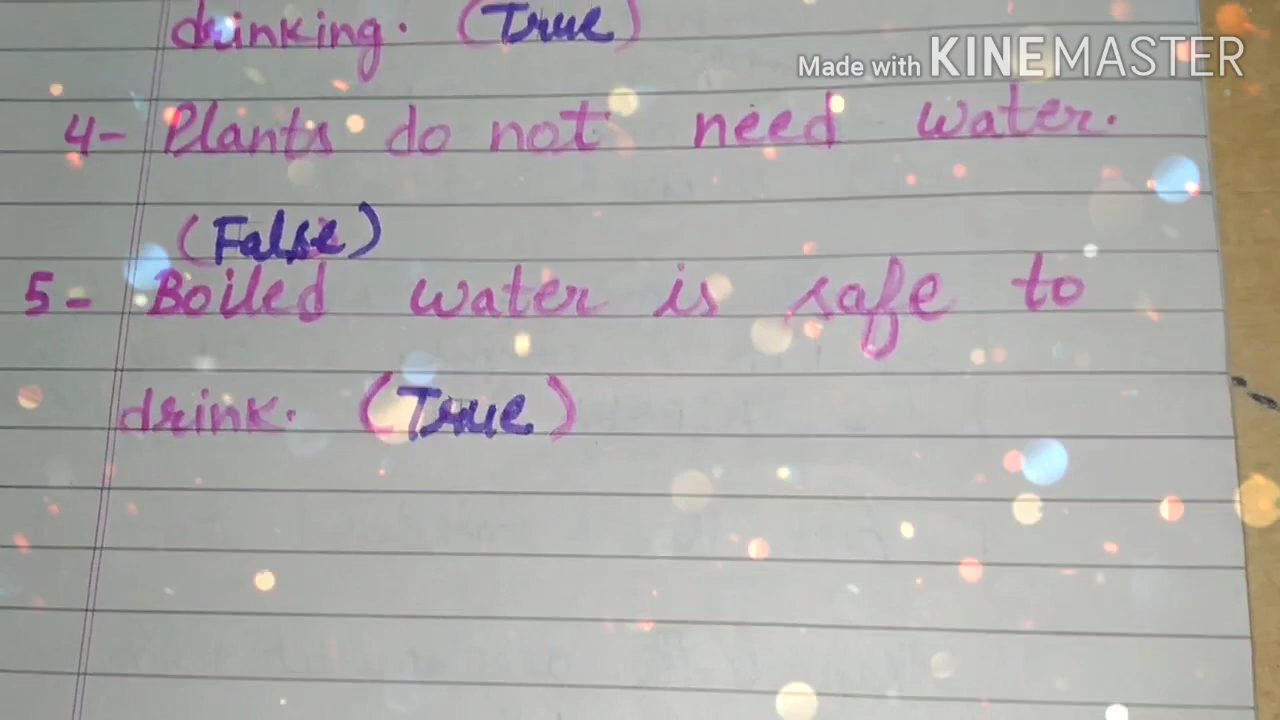 drinking. (True)
Made with KINEMASTER
4- Plants do not need water.
(False)
5- Boiled water is safe to
drink. (True)